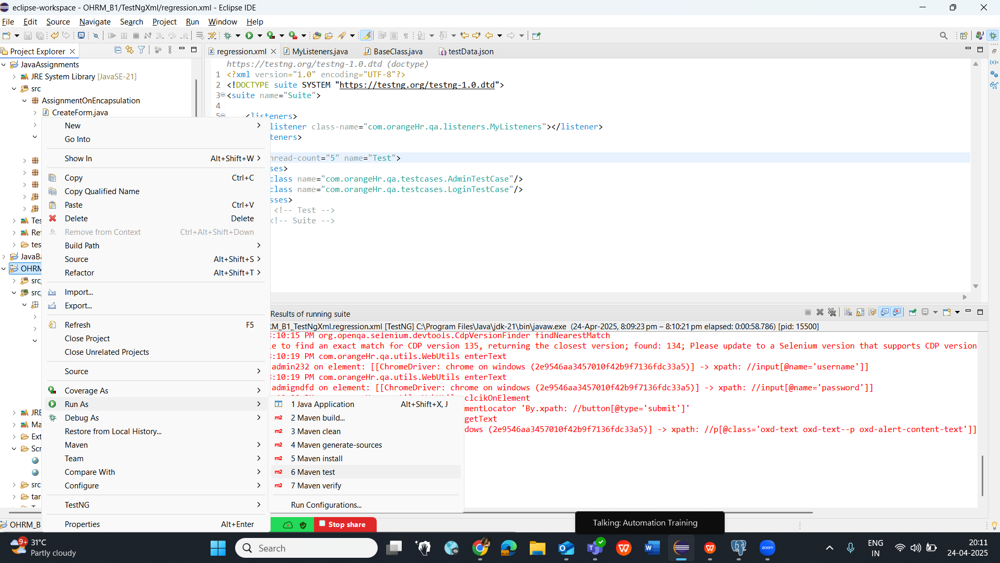 eclipse-workspace - OHRM_B1/TestNgXml/regression.xml - Eclipse IDE
File Edit Source Navigate Search Project Run Window Help
Project Explorer
JavaAssignments
JRE System Library [JavaSE-21]
src
AssignmentOnEncapsulation
CreateForm.java
Tes
Ref
tes
JavaBa
OHRM
src,
src,
JRE
Ma
Ext
Scr
src
tar
OHRM_B
New
Go Into
Show In Alt+Shift+W
Copy Ctrl+C
Copy Qualified Name
Paste Ctrl+V
Delete Delete
Remove from Context Ctrl+Alt+Shift+Down
Build Path
Source Alt+Shift+S
Refactor Alt+Shift+T
Import...
Export...
Refresh F5
Close Project
Close Unrelated Projects
Source
Coverage As
Run As
Debug As
Restore from Local History...
Maven
Team
Compare With
Configure
TestNG
Properties Alt+Enter
1 Java Application Alt+Shift+X, J
m2 2 Maven build...
m2 3 Maven clean
m2 4 Maven generate-sources
m2 5 Maven install
m2 6 Maven test
m2 7 Maven verify
Run Configurations...
regression.xml MyListeners.java BaseClass.java testData.json
https://testng.org/testng-1.0.dtd (doctype)
1 <?xml version="1.0" encoding="UTF-8"?>
2 <!DOCTYPE suite SYSTEM "https://testng.org/testng-1.0.dtd">
3 <suite name="Suite">
4
5 <listeners>
listener class-name="com.orangeHr.qa.listeners.MyListeners"></listener>
teners>
hread-count="5" name="Test">
ses>
class name="com.orangeHr.qa.testcases.AdminTestCase"/>
class name="com.orangeHr.qa.testcases.LoginTestCase"/>
sses>
<!-- Test -->
<!-- Suite -->
Results of running suite
RM_B1_TestNgXml.regression.xml [TestNG] C:\Program Files\Java\jdk-21\bin\javaw.exe (24-Apr-2025, 8:09:23 pm – 8:10:21 pm elapsed: 0:00:58.786) [pid: 15500]
8:10:15 PM org.openqa.selenium.devtools.CdpVersionFinder findNearestMatch
le to find an exact match for CDP version 135, returning the closest version; found: 134; Please update to a Selenium version that supports CDP version
8:10:19 PM com.orangeHr.qa.utils.WebUtils enterText
admin232 on element: [[ChromeDriver: chrome on windows (2e9546aa3457010f42b9f7136fdc33a5)] -> xpath: //input[@name='username']]
8:10:19 PM com.orangeHr.qa.utils.WebUtils enterText
admigndfd on element: [[ChromeDriver: chrome on windows (2e9546aa3457010f42b9f7136fdc33a5)] -> xpath: //input[@name='password']]
clcikOnElement
mentLocator 'By.xpath: //button[@type='submit']'
getText
dows (2e9546aa3457010f42b9f7136fdc33a5)] -> xpath: //p[@class='oxd-text oxd-text--p oxd-alert-content-text']]
Stop share
Talking: Automation Training
9+
31°C
Partly cloudy
Search
zoom
ENG
IN
20:11
24-04-2025